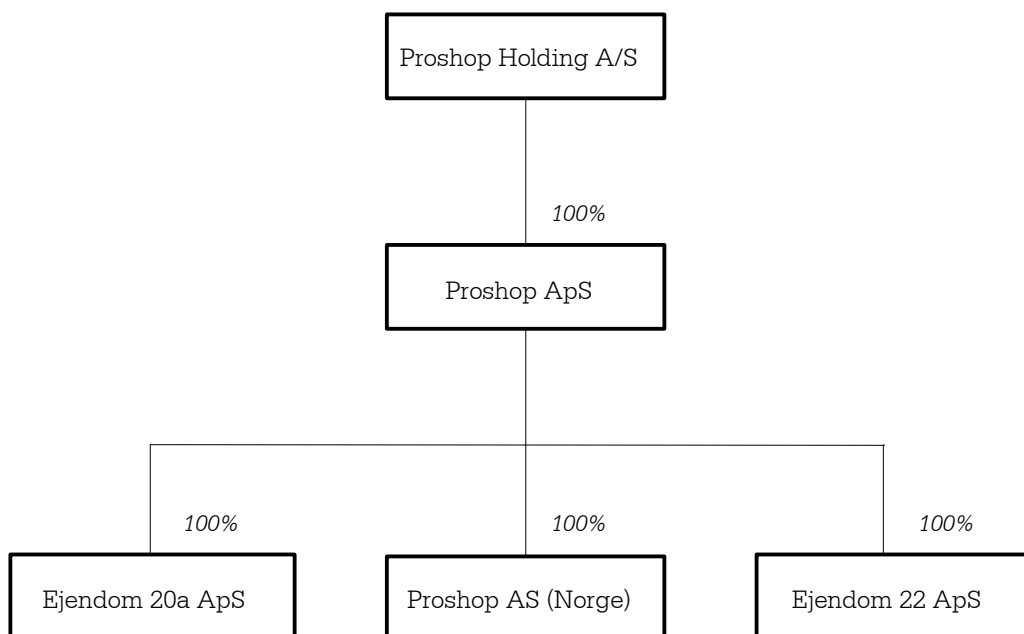 Proshop Holding A/S
100%
Proshop ApS
100%
100%
100%
Ejendom 20a ApS
Proshop AS (Norge)
Ejendom 22 ApS